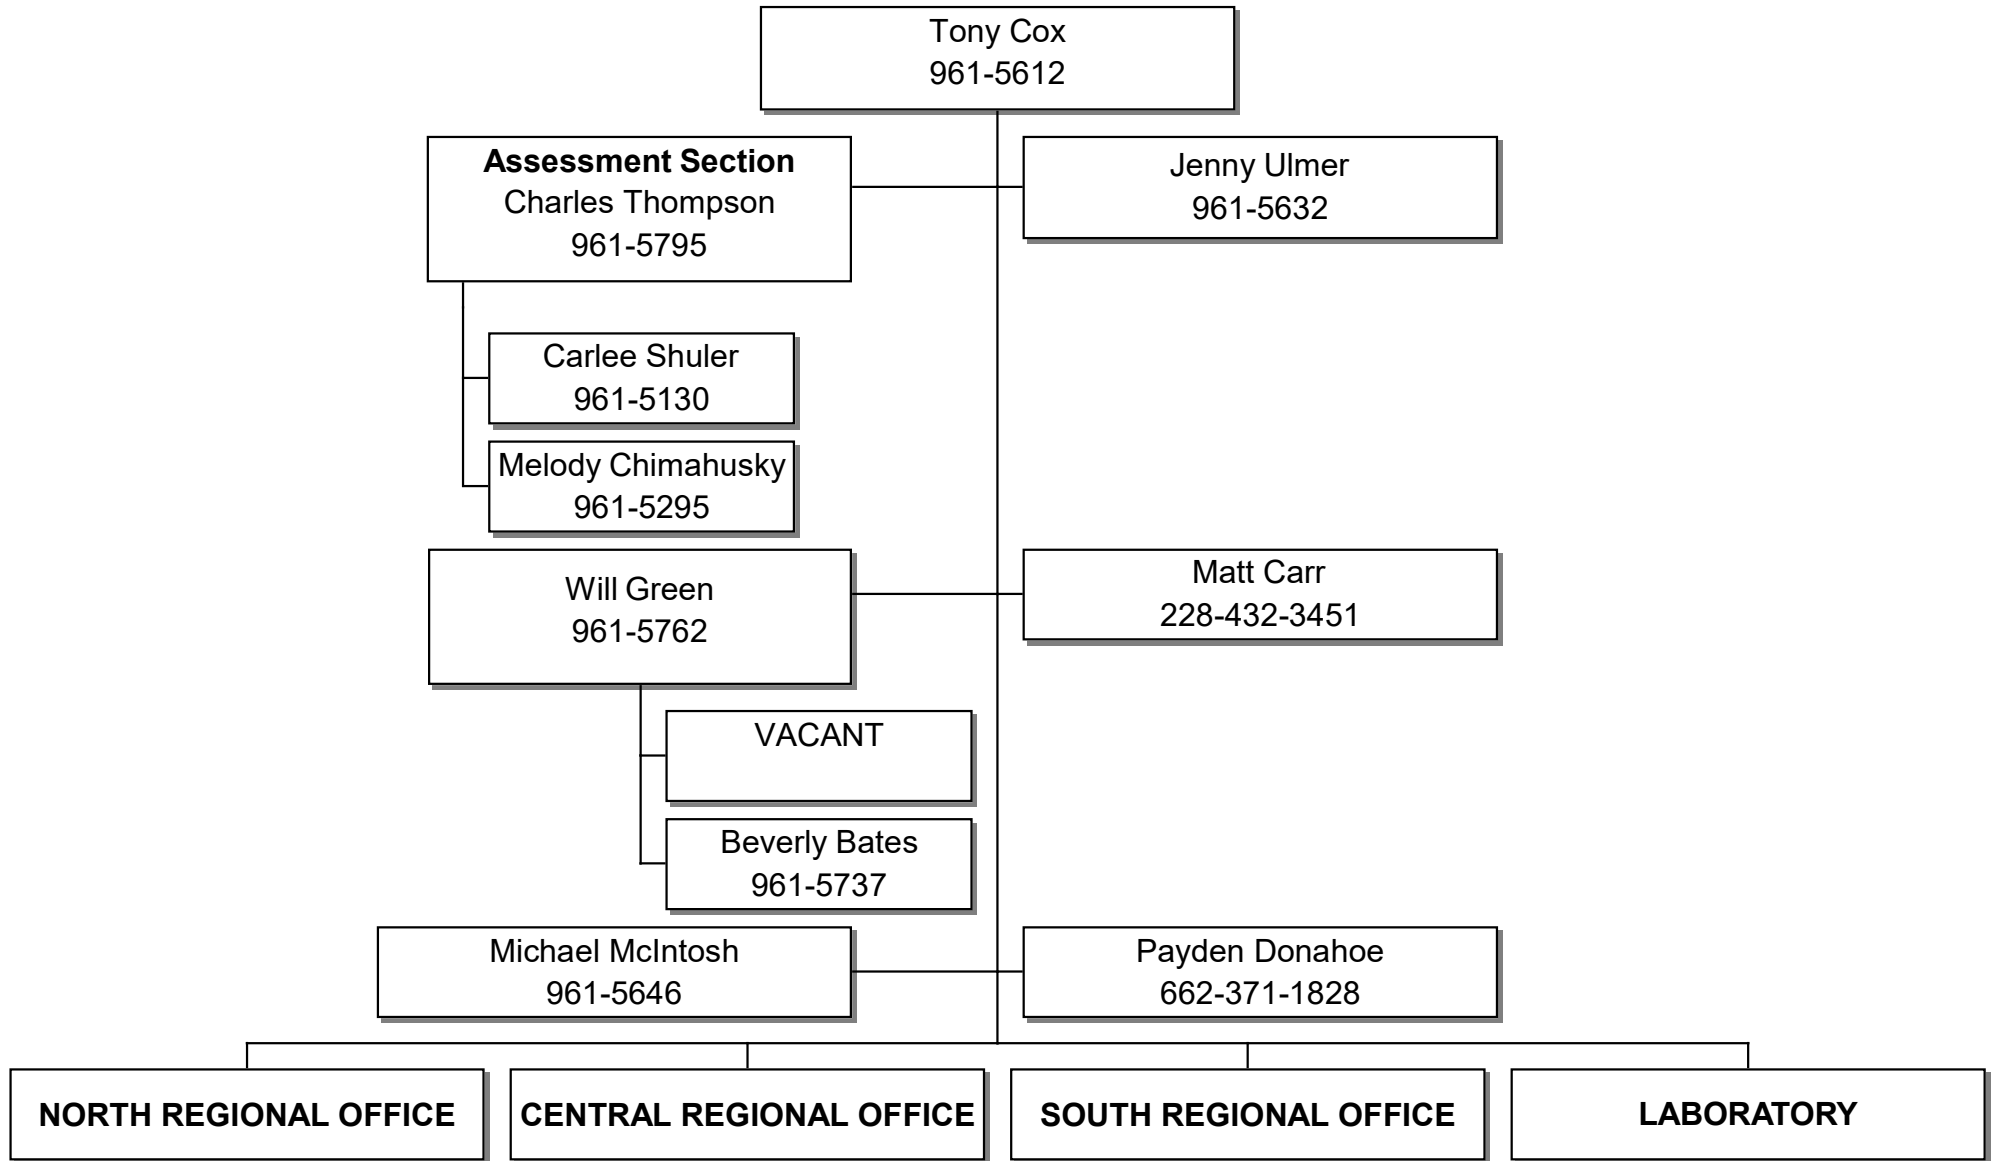 Tony Cox
961-5612
Assessment Section
Charles Thompson
961-5795
Jenny Ulmer
961-5632
Carlee Shuler
961-5130
Melody Chimahusky
961-5295
Will Green
961-5762
Matt Carr
228-432-3451
VACANT
Beverly Bates
961-5737
Michael McIntosh
961-5646
Payden Donahoe
662-371-1828
NORTH REGIONAL OFFICE
CENTRAL REGIONAL OFFICE
SOUTH REGIONAL OFFICE
LABORATORY